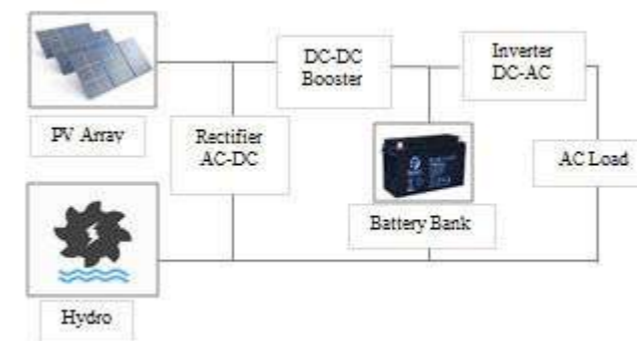 PV Array
Rectifier
AC-DC
DC-DC
Booster
Inverter
DC-AC
Battery Bank
AC Load
Hydro